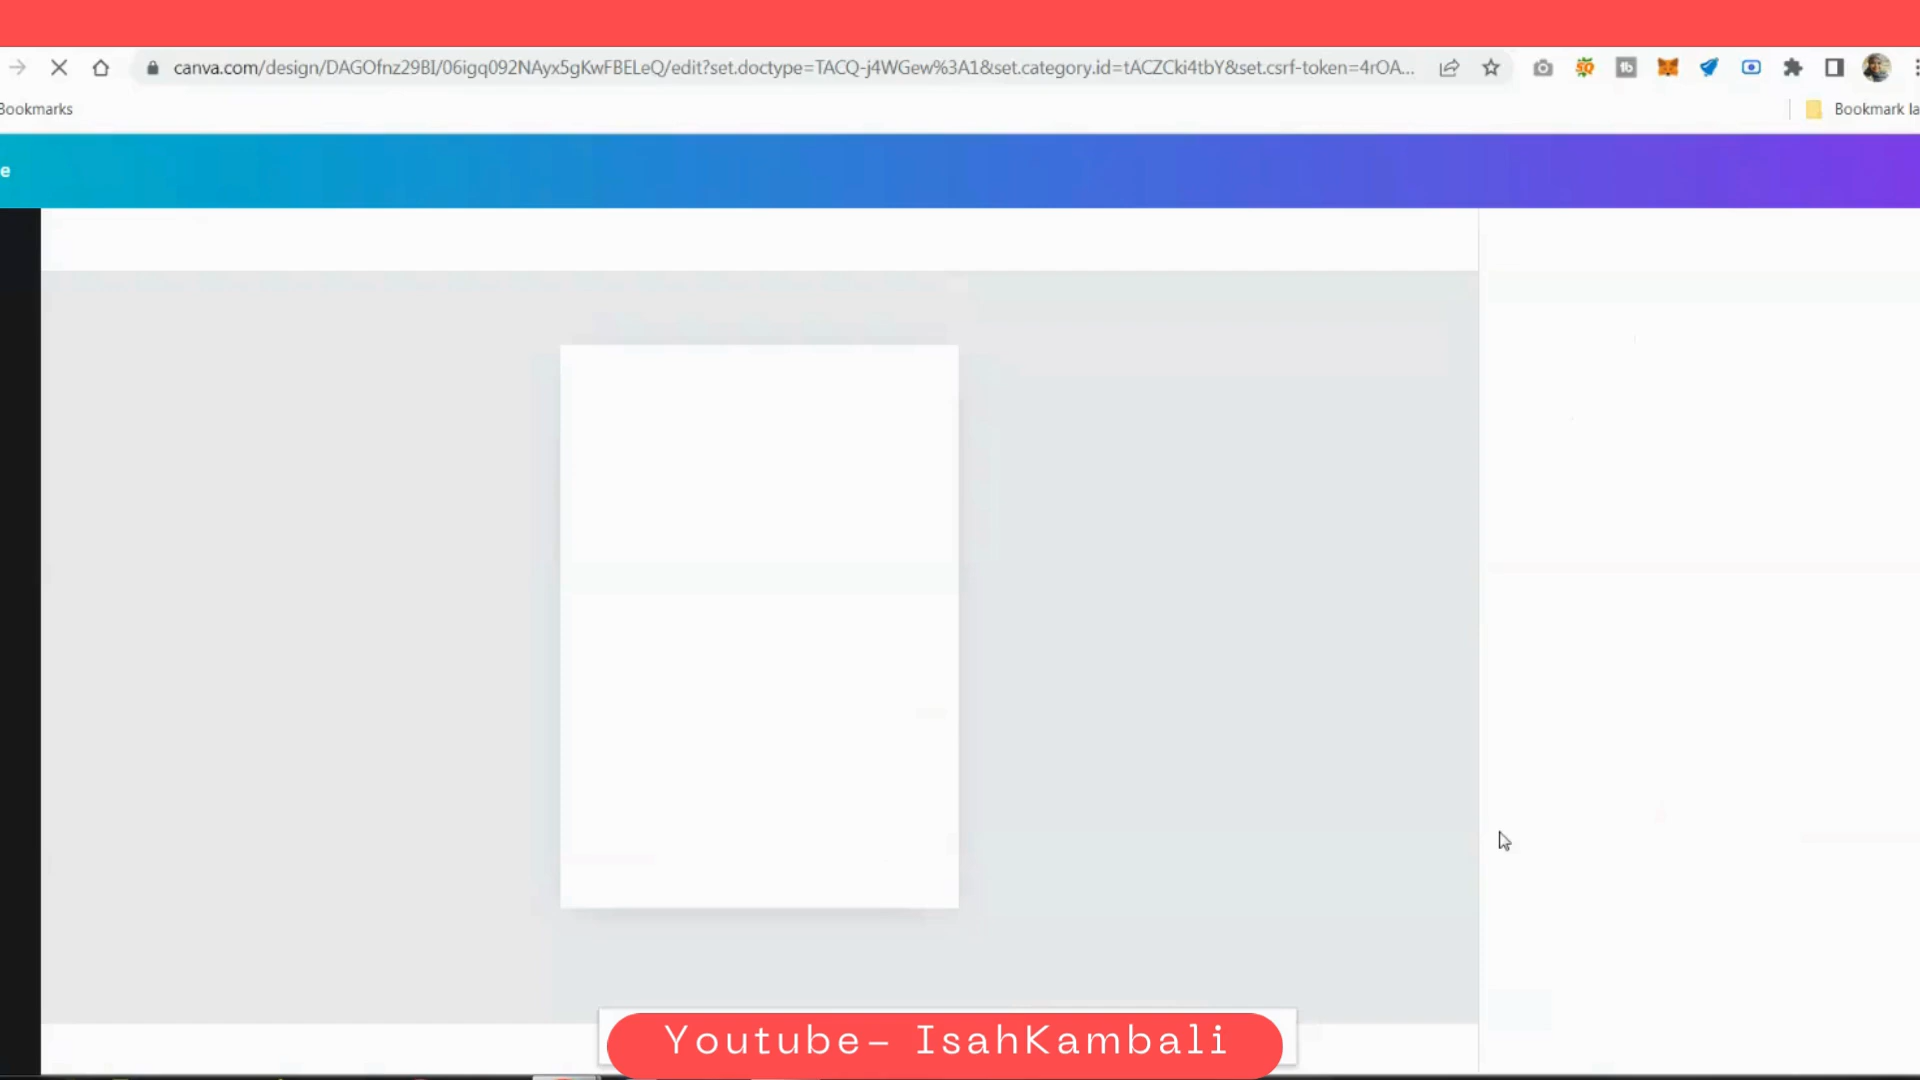 canva.com/design/DAGOfnz29BI/06igq092NAyx5gKwFBELeQ/edit?set.doctype=TACQ-j4WGew%3A1&set.category.id=tACZCki4tbY&set.csrf-token=4rOA...
Bookmarks
Bookmark la
e
Youtube- IsahKambali